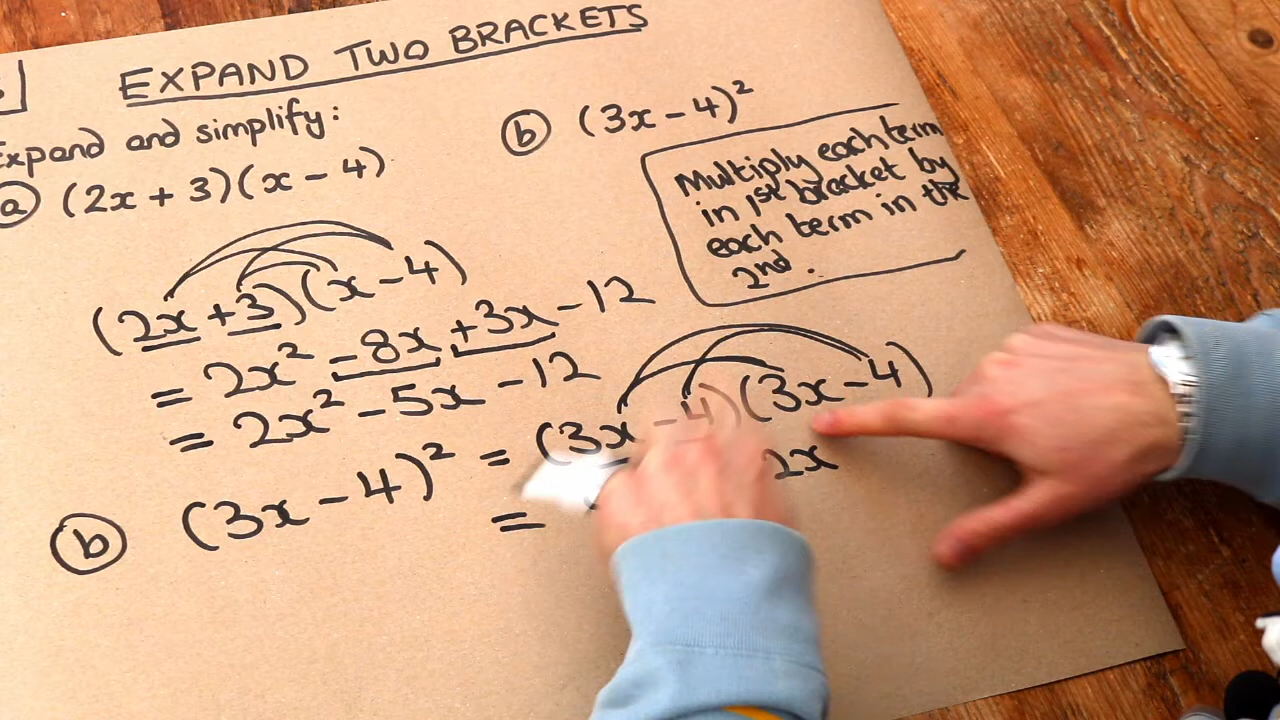 EXPAND TWO BRACKETS
Expand and simplify:
(a) (2x + 3)(x - 4)
(b) (3x - 4)²
Multiply each term
in 1st bracket by
each term in the
2nd.
(2x + 3)(x - 4)
= 2x² - 8x + 3x - 12
= 2x² - 5x - 12
(b) (3x - 4)² = (3x - 4)(3x - 4)
= 2x